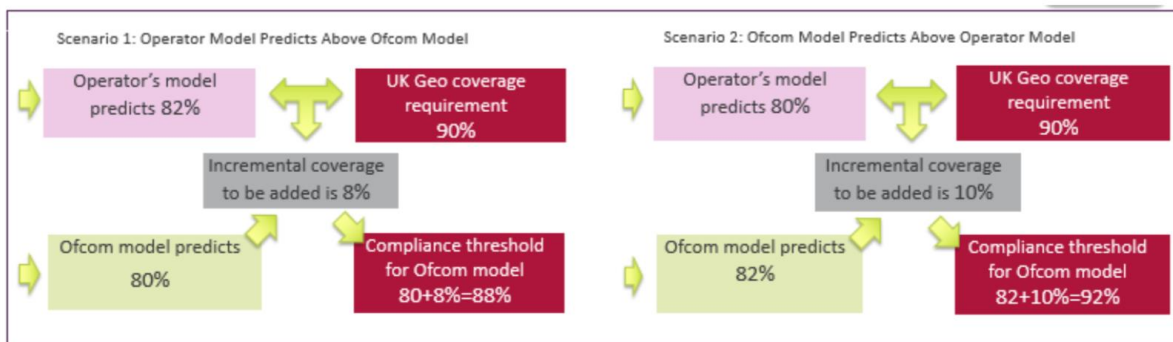 Scenario 1: Operator Model Predicts Above Ofcom Model
Operator's model
predicts 82%
UK Geo coverage
requirement
90%
Incremental coverage
to be added is 8%
Ofcom model predicts
80%
Compliance threshold
for Ofcom model
80+8%=88%
Scenario 2: Ofcom Model Predicts Above Operator Model
Operator's model
predicts 80%
UK Geo coverage
requirement
90%
Incremental coverage
to be added is 10%
Ofcom model predicts
82%
Compliance threshold
for Ofcom model
82+10%=92%